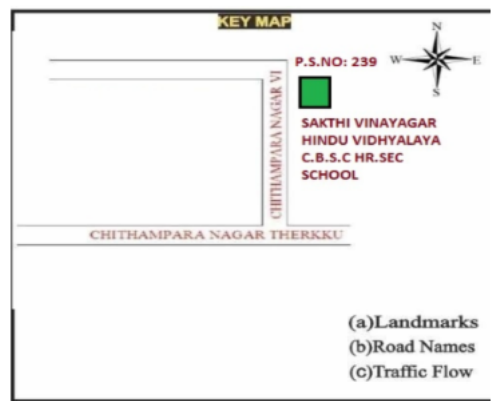 KEY MAP
N
P.S.NO: 239
W
E
S
SAKTHI VINAYAGAR
HINDU VIDHYALAYA
C.B.S.C HR.SEC
SCHOOL
CHITHAMPARA NAGAR VI
CHITHAMPARA NAGAR THERKKU
(a)Landmarks
(b)Road Names
(c)Traffic Flow